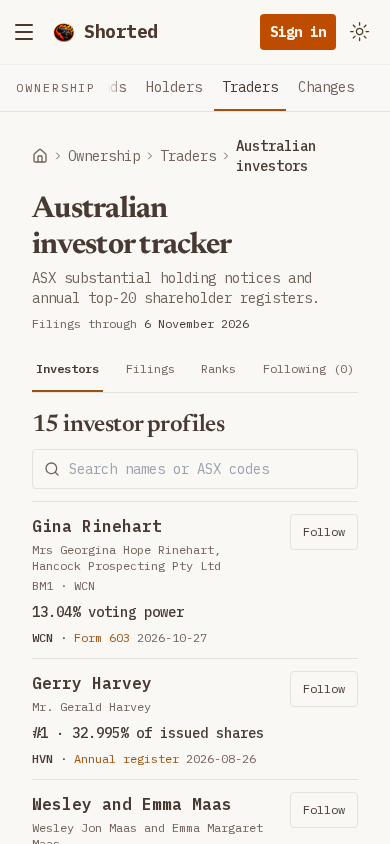 Shorted
Sign in
OWNERSHIP ds Holders Traders Changes
Ownership Traders Australian investors
Australian
investor tracker
ASX substantial holding notices and
annual top-20 shareholder registers.
Filings through 6 November 2026
Investors Filings Ranks Following (0)
15 investor profiles
Search names or ASX codes
Gina Rinehart
Follow
Mrs Georgina Hope Rinehart,
Hancock Prospecting Pty Ltd
BM1 · WCN
13.04% voting power
WCN · Form 603 2026-10-27
Gerry Harvey
Follow
Mr. Gerald Harvey
#1 · 32.995% of issued shares
HVN · Annual register 2026-08-26
Wesley and Emma Maas
Follow
Wesley Jon Maas and Emma Margaret
Maas